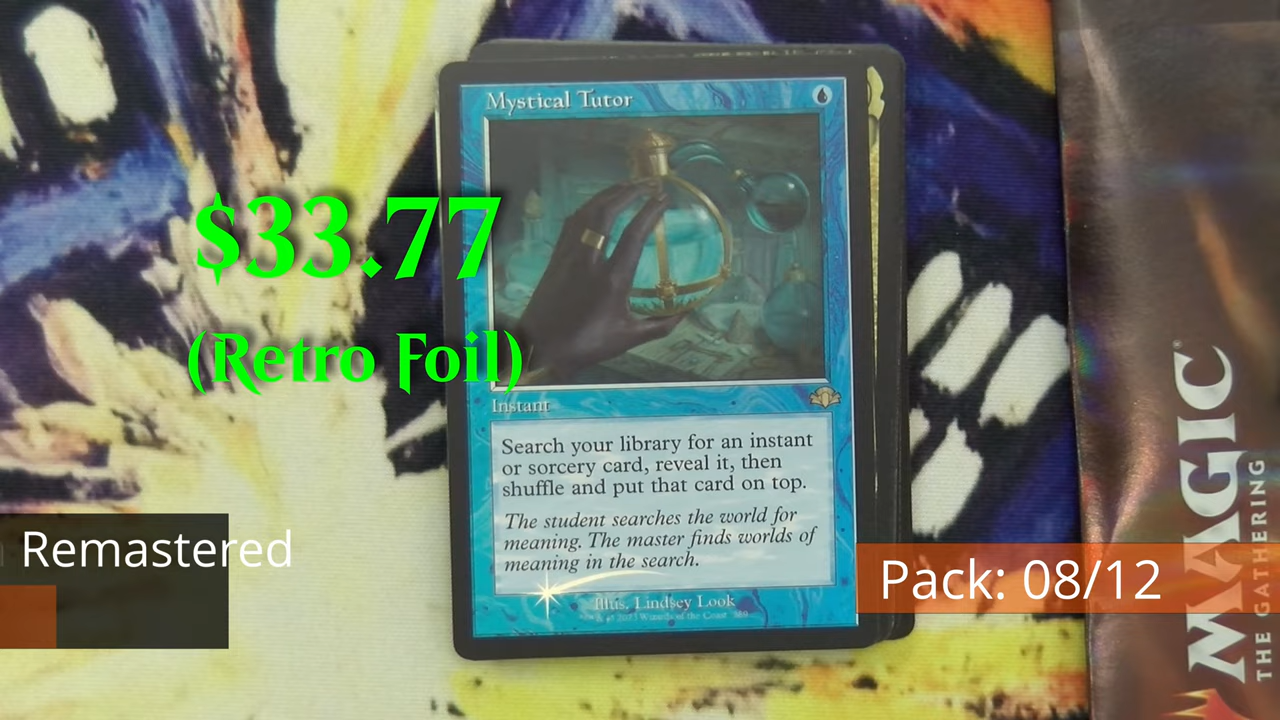 Mystical Tutor
$33.77
(Retro Foil)
Instant
Search your library for an instant
or sorcery card, reveal it, then
shuffle and put that card on top.
The student searches the world for
meaning. The master finds worlds of
meaning in the search.
Illus. Lindsey Look
Remastered
Pack: 08/12
MAGIC
THE GATHERING